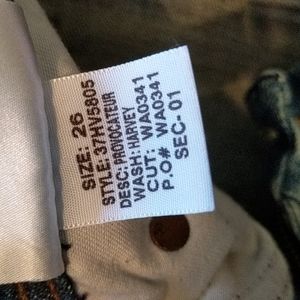 SIZE: 26
STYLE: 37HV5805
DESC: PROVOCATEUR
WASH: HARVEY
CUT: WA0341
P.O# WA0341
SEC-01